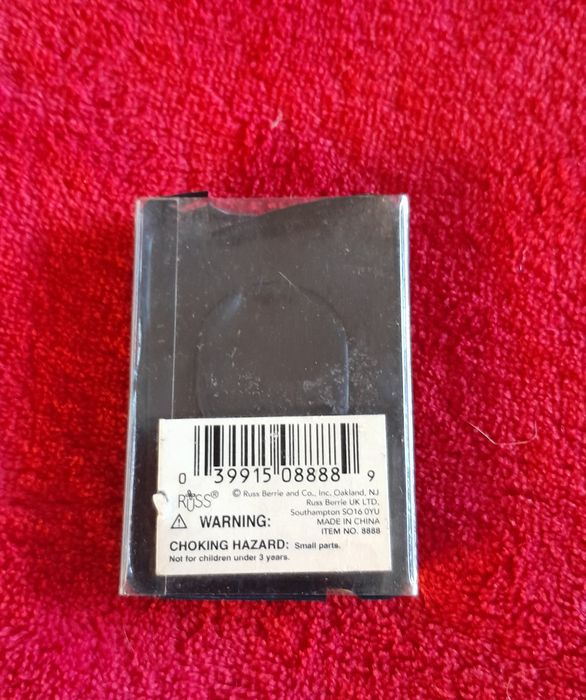 0 39915 08888 9
RUSS® © Russ Berrie and Co., Inc. Oakland, NJ
Russ Berrie UK LTD,
Southampton SO16 0YU
⚠ WARNING: MADE IN CHINA
ITEM NO. 8888
CHOKING HAZARD: Small parts.
Not for children under 3 years.